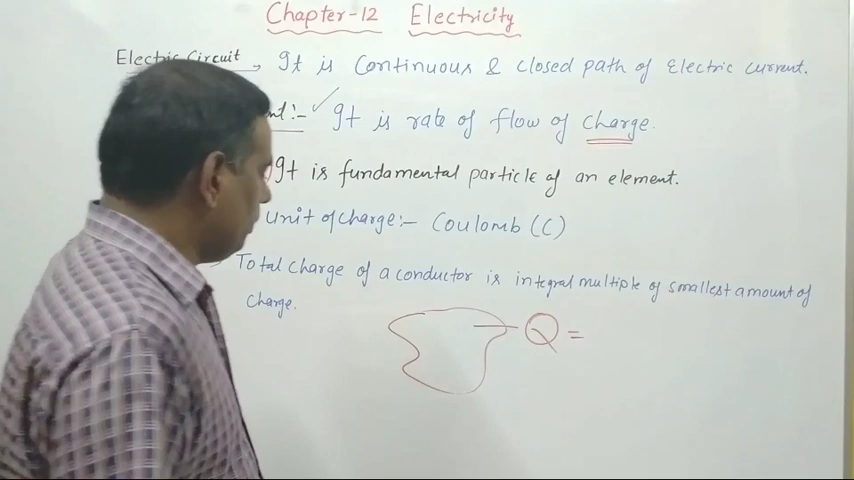 Chapter-12 Electricity
Electric Circuit → It is Continuous & closed path of Electric current.
nt:- ✓ It is rate of flow of charge.
It is fundamental particle of an element.
unit of charge:- Coulomb (C)
→ Total charge of a conductor is integral multiple of smallest amount of
charge.
Q =